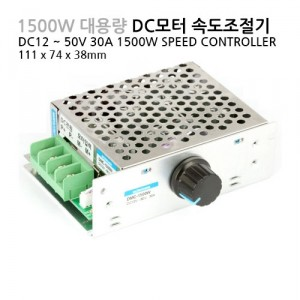 1500W 대용량 DC모터 속도조절기
DC12 ~ 50V 30A 1500W SPEED CONTROLLER
111 x 74 x 38mm